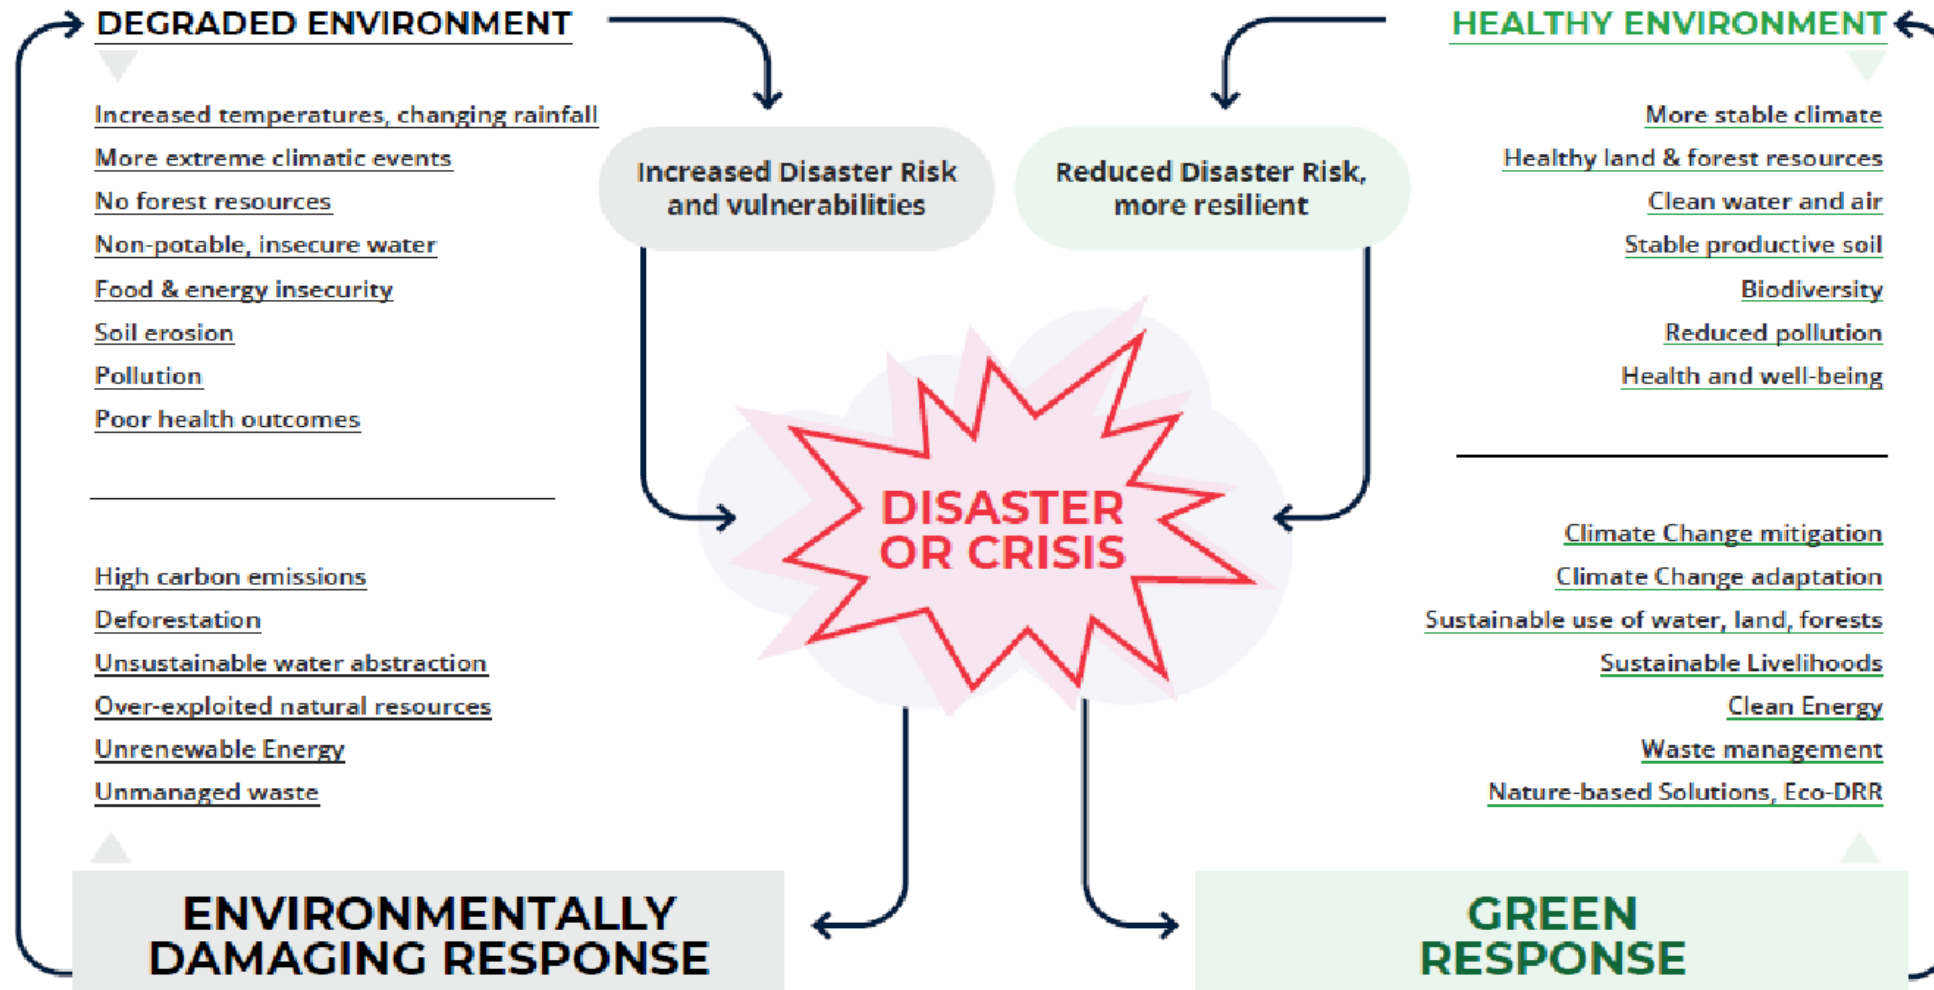 DEGRADED ENVIRONMENT
Increased temperatures, changing rainfall
More extreme climatic events
No forest resources
Non-potable, insecure water
Food & energy insecurity
Soil erosion
Pollution
Poor health outcomes
High carbon emissions
Deforestation
Unsustainable water abstraction
Over-exploited natural resources
Unrenewable Energy
Unmanaged waste
ENVIRONMENTALLY
DAMAGING RESPONSE
Increased Disaster Risk
and vulnerabilities
Reduced Disaster Risk,
more resilient
DISASTER
OR CRISIS
HEALTHY ENVIRONMENT
More stable climate
Healthy land & forest resources
Clean water and air
Stable productive soil
Biodiversity
Reduced pollution
Health and well-being
Climate Change mitigation
Climate Change adaptation
Sustainable use of water, land, forests
Sustainable Livelihoods
Clean Energy
Waste management
Nature-based Solutions, Eco-DRR
GREEN
RESPONSE